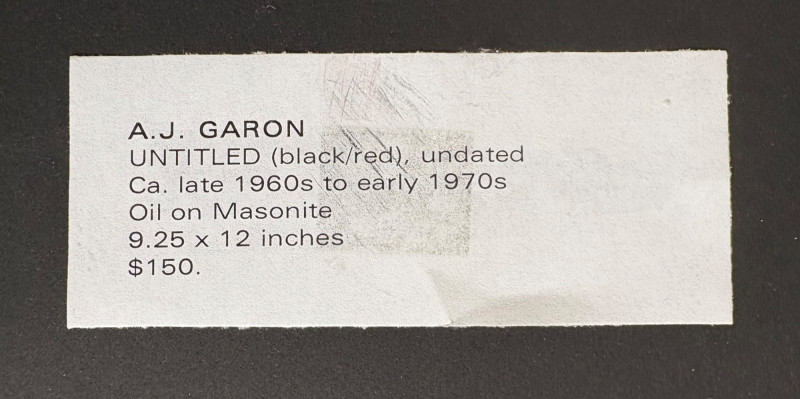 A.J. GARON
UNTITLED (black/red), undated
Ca. late 1960s to early 1970s
Oil on Masonite
9.25 x 12 inches
$150.